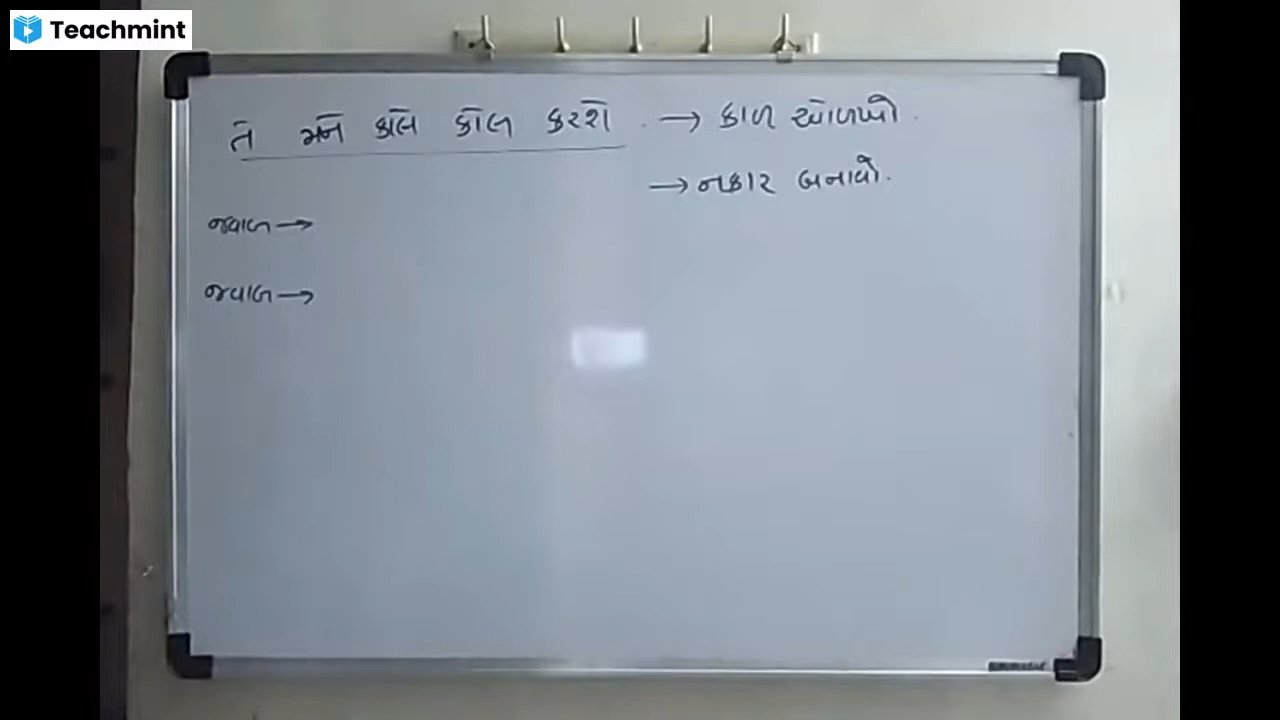 Teachmint
તે મને કાલે કોલ કરશે. → કાળ ઓળખો.
→ નકાર બનાવો.
જવાબ →
જવાબ →